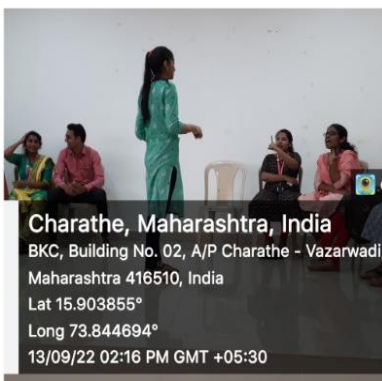 Charathe, Maharashtra, India
BKC, Building No. 02, A/P Charathe - Vazarwadi
Maharashtra 416510, India
Lat 15.903855°
Long 73.844694°
13/09/22 02:16 PM GMT +05:30